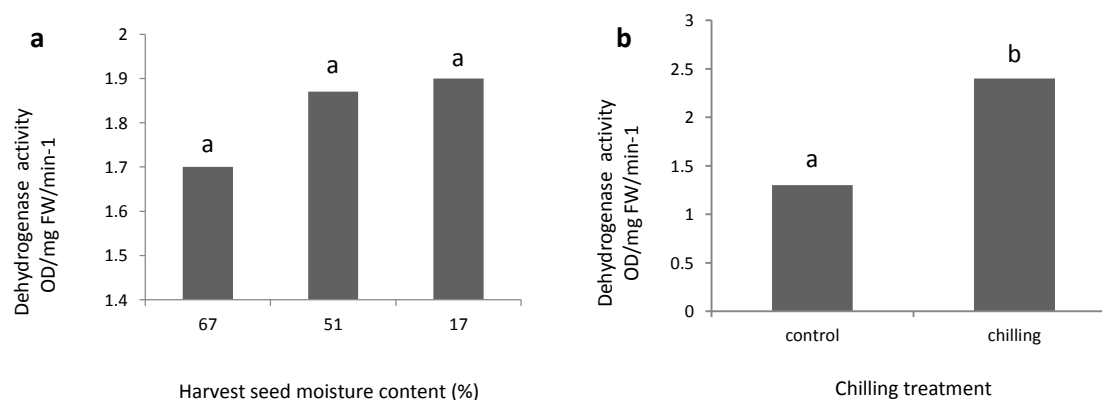 a
Dehydrogenase activity
OD/mg FW/min-1
2
1.9
1.8
1.7
1.6
1.5
1.4
a
a
a
67 51 17
Harvest seed moisture content (%)
b
Dehydrogenase activity
OD/mg FW/min-1
3
2.5
2
1.5
1
0.5
0
a
b
control chilling
Chilling treatment